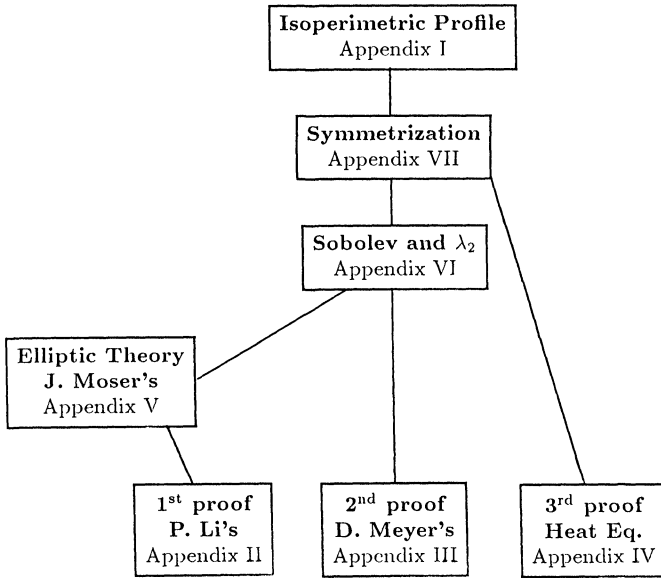 Isoperimetric Profile
Appendix I
Symmetrization
Appendix VII
Sobolev and λ₂
Appendix VI
Elliptic Theory
J. Moser's
Appendix V
1st proof
P. Li's
Appendix II
2nd proof
D. Meyer's
Appendix III
3rd proof
Heat Eq.
Appendix IV